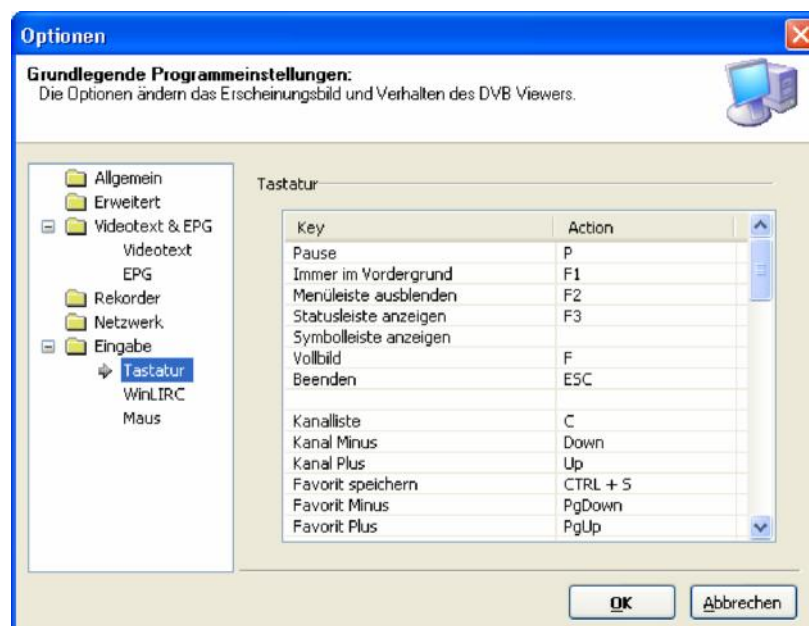 Optionen
Grundlegende Programmeinstellungen:
Die Optionen ändern das Erscheinungsbild und Verhalten des DVB Viewers.
Allgemein
Erweitert
Videotext & EPG
Videotext
EPG
Rekorder
Netzwerk
Eingabe
Tastatur
WinLIRC
Maus
Tastatur
Key Action
Pause P
Immer im Vordergrund F1
Menüleiste ausblenden F2
Statusleiste anzeigen F3
Symbolleiste anzeigen
Vollbild F
Beenden ESC
Kanalliste C
Kanal Minus Down
Kanal Plus Up
Favorit speichern CTRL + S
Favorit Minus PgDown
Favorit Plus PgUp
OK Abbrechen